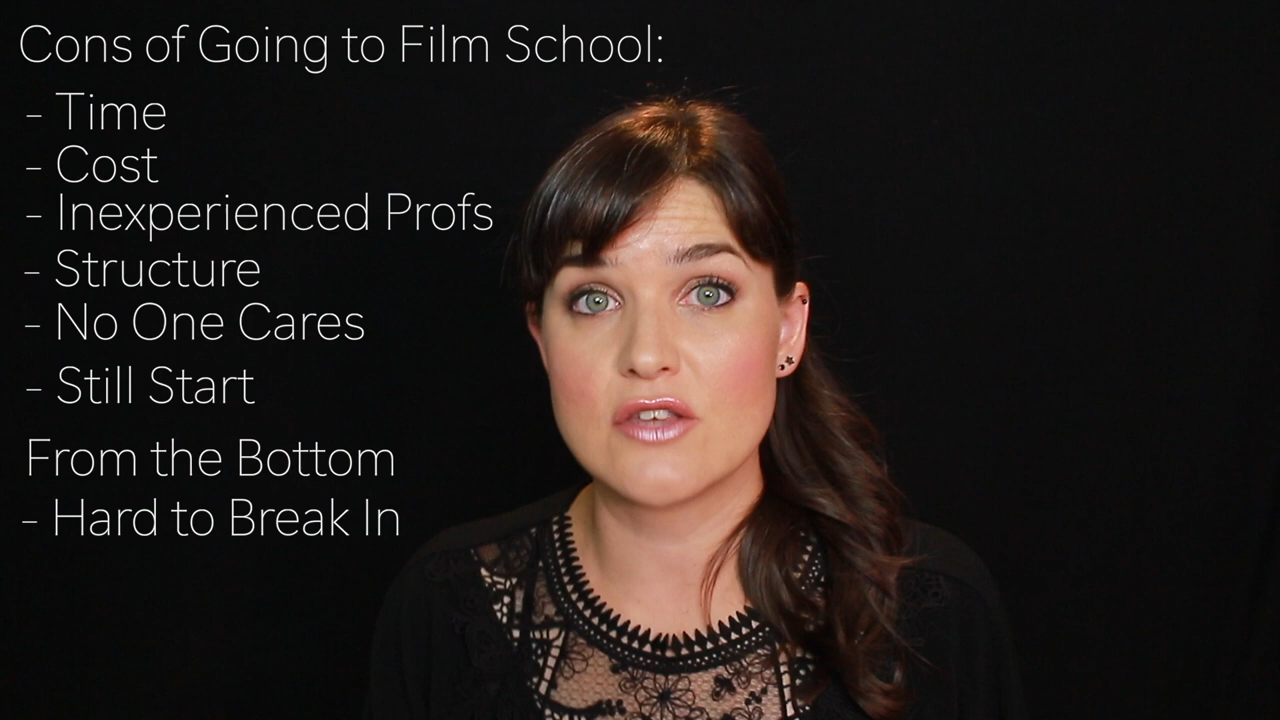 Cons of Going to Film School:
- Time
- Cost
- Inexperienced Profs
- Structure
- No One Cares
- Still Start
From the Bottom
- Hard to Break In